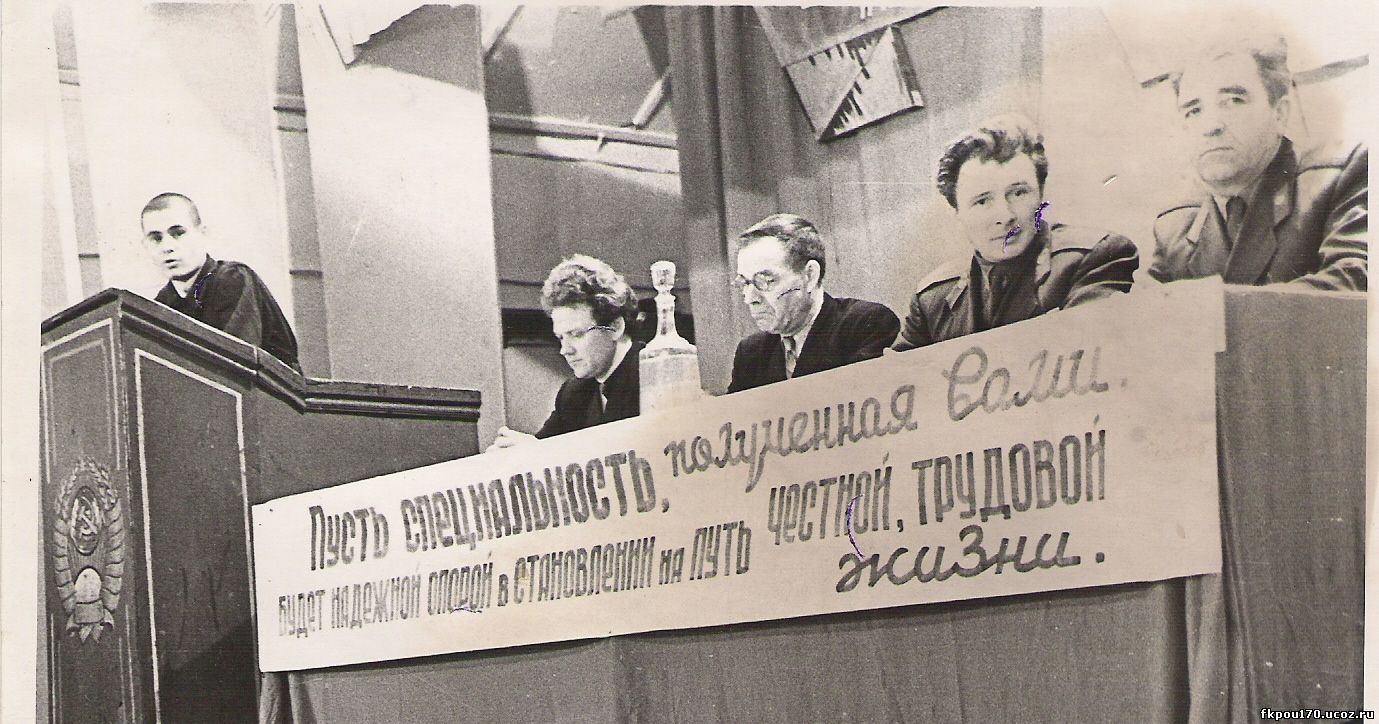 Пусть специальность, полученная Вами.
будет надежной опорой в становлении на путь честной, трудовой
жизни.
fkpou170.ucoz.ru